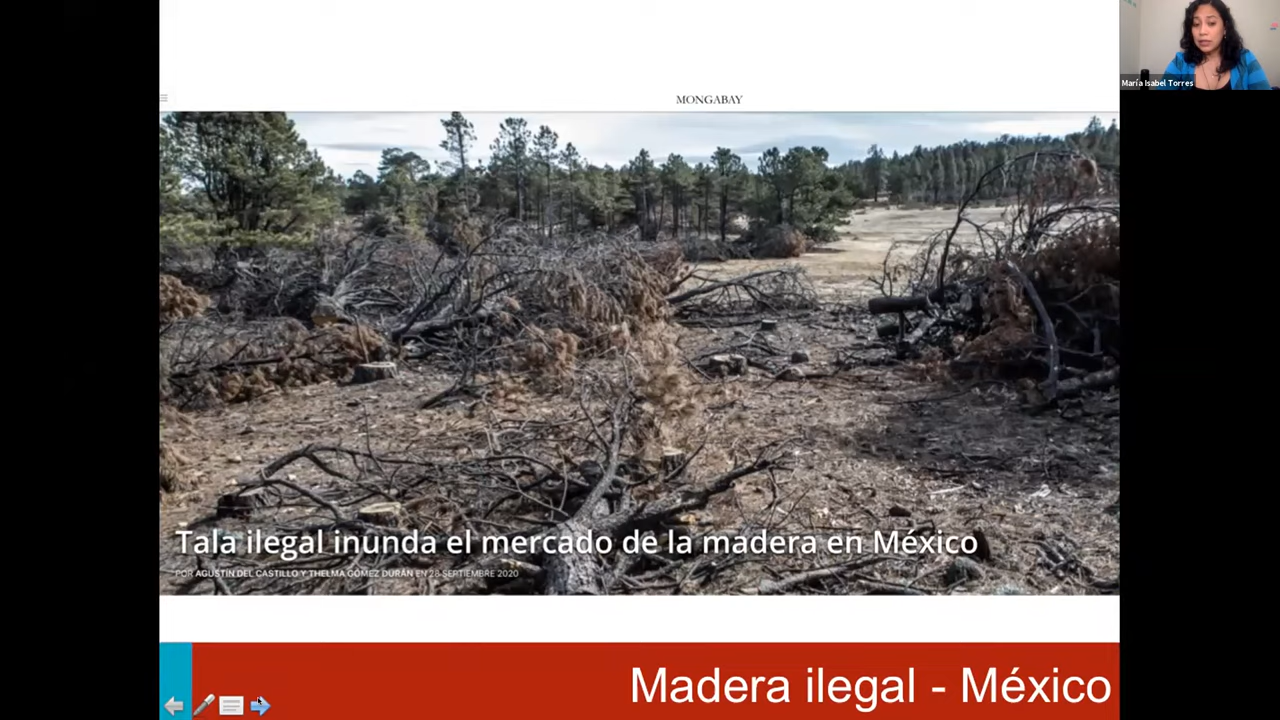 MONGABAY
María Isabel Torres
Tala ilegal inunda el mercado de la madera en México
POR AGUSTÍN DEL CASTILLO Y THELMA GÓMEZ DURÁN EN 28 SEPTIEMBRE 2020
Madera ilegal - México